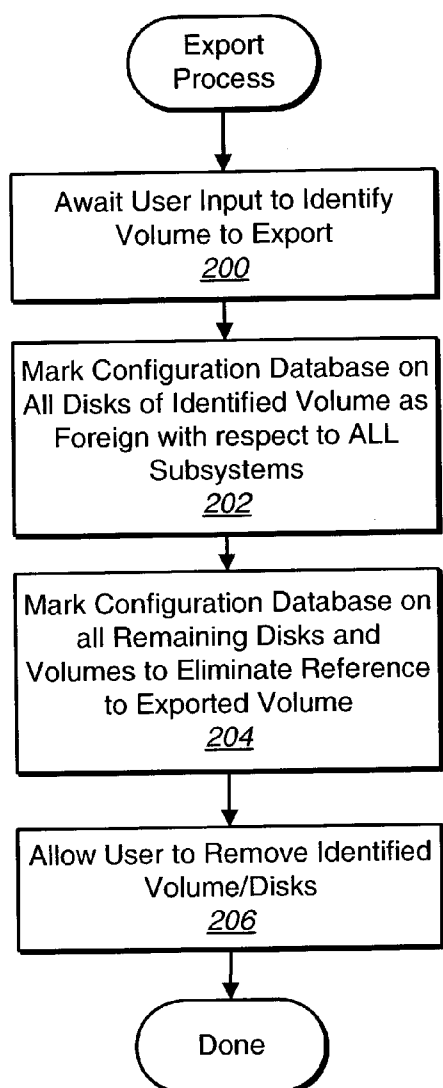 Export
Process
Await User Input to Identify
Volume to Export
200
Mark Configuration Database on
All Disks of Identified Volume as
Foreign with respect to ALL
Subsystems
202
Mark Configuration Database on
all Remaining Disks and
Volumes to Eliminate Reference
to Exported Volume
204
Allow User to Remove Identified
Volume/Disks
206
Done